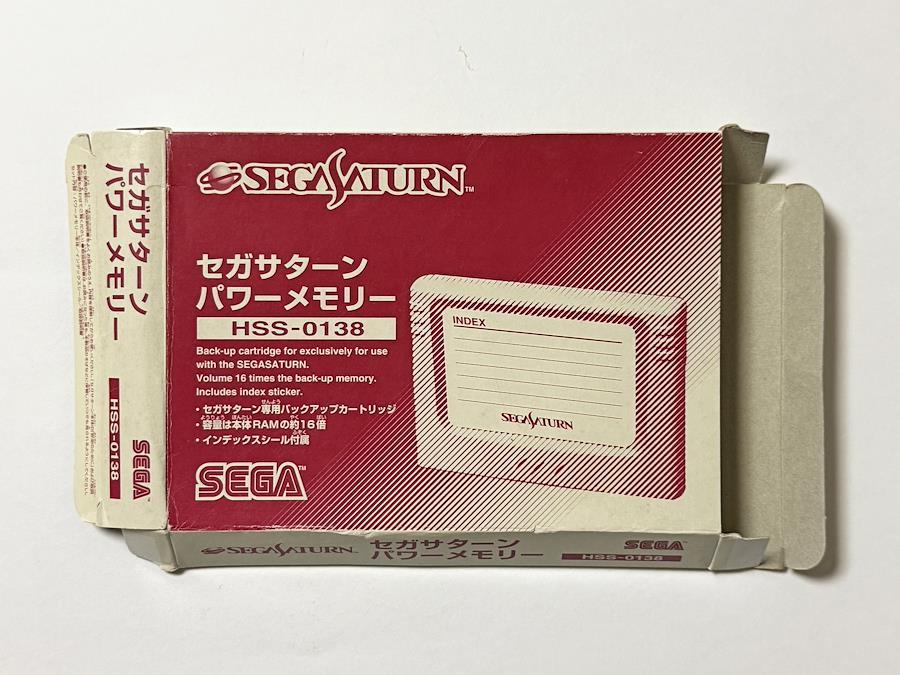 SEGASATURN™
セガサターン
パワーメモリー
HSS-0138
Back-up cartridge for exclusively for use
with the SEGASATURN.
Volume 16 times the back-up memory.
Includes index sticker.
・セガサターン専用バックアップカートリッジ
・容量は本体RAMの約16倍
・インデックスシール付属
SEGA™
INDEX
SEGASATURN
セガサターン
パワーメモリー
HSS-0138
SEGA
SEGASATURN™
セガサターン
パワーメモリー
SEGA
HSS-0138